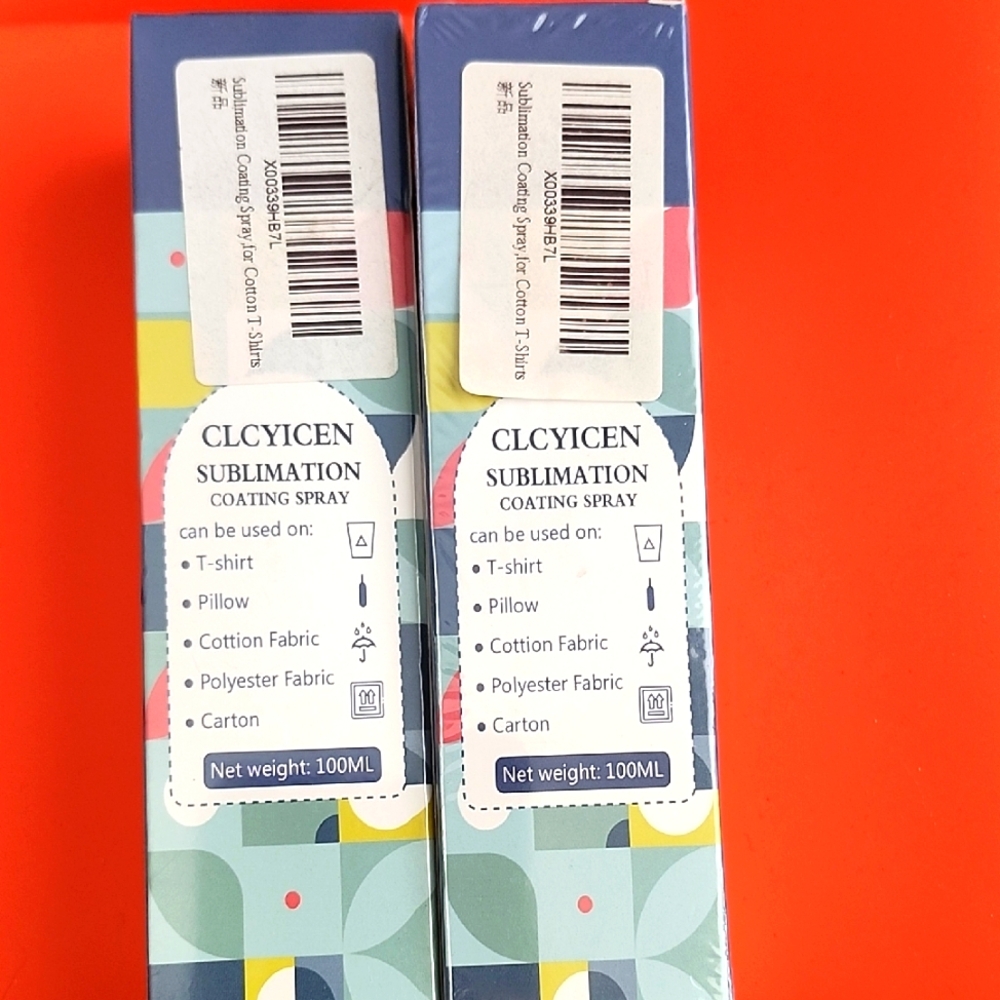 X00339HB7L
Sublimation Coating Spray,for Cotton T-Shirts
新品
CLCYICEN
SUBLIMATION
COATING SPRAY
can be used on:
• T-shirt
• Pillow
• Cottion Fabric
• Polyester Fabric
• Carton
Net weight: 100ML
X00339HB7L
Sublimation Coating Spray,for Cotton T-Shirts
新品
CLCYICEN
SUBLIMATION
COATING SPRAY
can be used on:
• T-shirt
• Pillow
• Cottion Fabric
• Polyester Fabric
• Carton
Net weight: 100ML